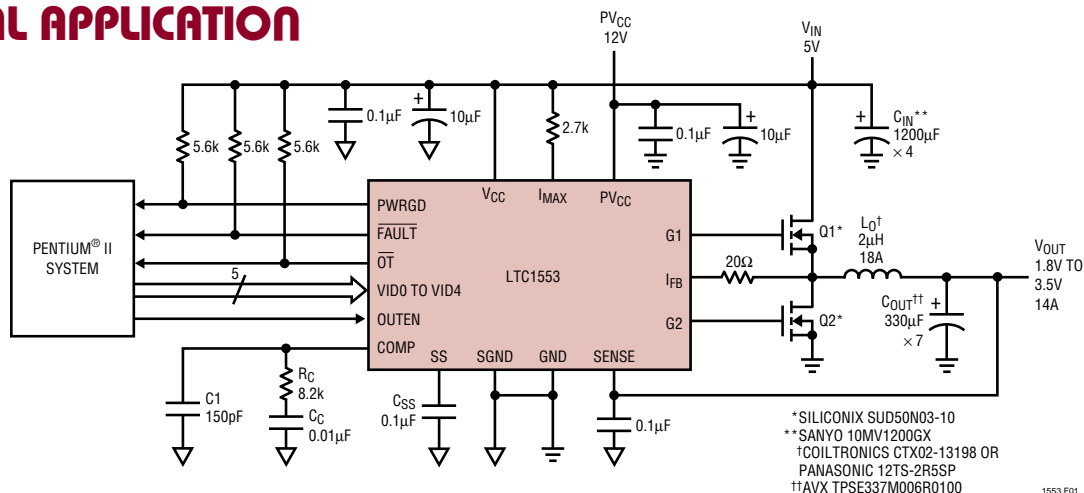 AL APPLICATION
PVCC
12V
VIN
5V
0.1µF
+
10µF
2.7k
0.1µF
+
10µF
+
CIN**
1200µF
× 4
5.6k
5.6k
5.6k
PENTIUM® II
SYSTEM
5
PWRGD
FAULT
OT
VID0 TO VID4
OUTEN
COMP
VCC
IMAX
PVCC
LTC1553
G1
IFB
G2
SS
SGND
GND
SENSE
Q1*
20Ω
Q2*
LO†
2µH
18A
VOUT
1.8V TO
3.5V
14A
COUT††
+
330µF
× 7
C1
150pF
RC
8.2k
CC
0.01µF
CSS
0.1µF
0.1µF
*SILICONIX SUD50N03-10
**SANYO 10MV1200GX
†COILTRONICS CTX02-13198 OR
PANASONIC 12TS-2R5SP
††AVX TPSE337M006R0100
1553 F01